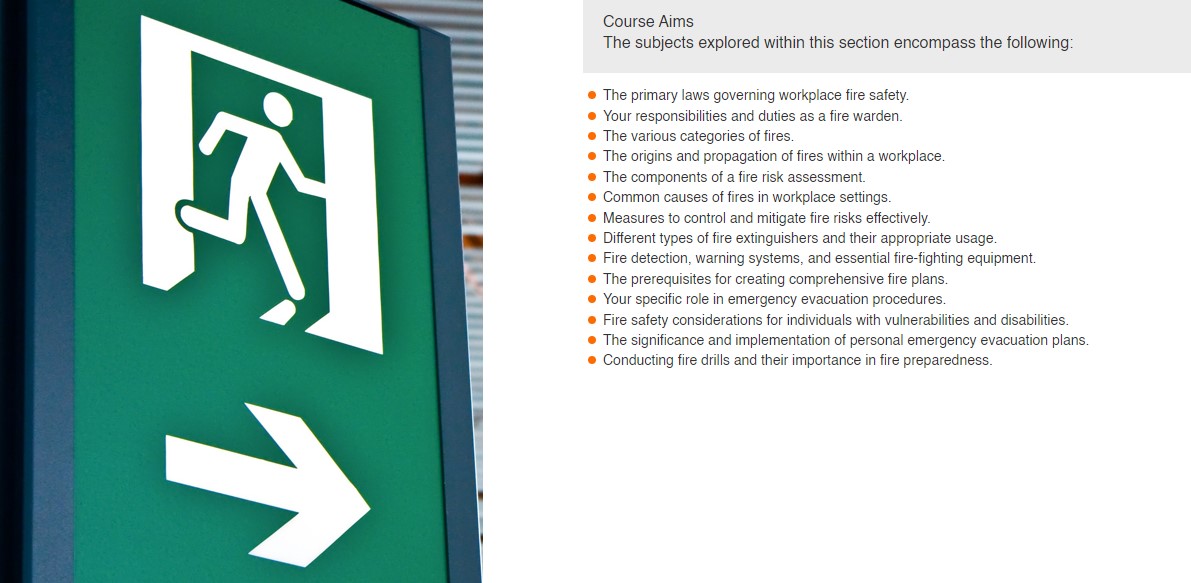 Course Aims
The subjects explored within this section encompass the following:
The primary laws governing workplace fire safety.
Your responsibilities and duties as a fire warden.
The various categories of fires.
The origins and propagation of fires within a workplace.
The components of a fire risk assessment.
Common causes of fires in workplace settings.
Measures to control and mitigate fire risks effectively.
Different types of fire extinguishers and their appropriate usage.
Fire detection, warning systems, and essential fire-fighting equipment.
The prerequisites for creating comprehensive fire plans.
Your specific role in emergency evacuation procedures.
Fire safety considerations for individuals with vulnerabilities and disabilities.
The significance and implementation of personal emergency evacuation plans.
Conducting fire drills and their importance in fire preparedness.